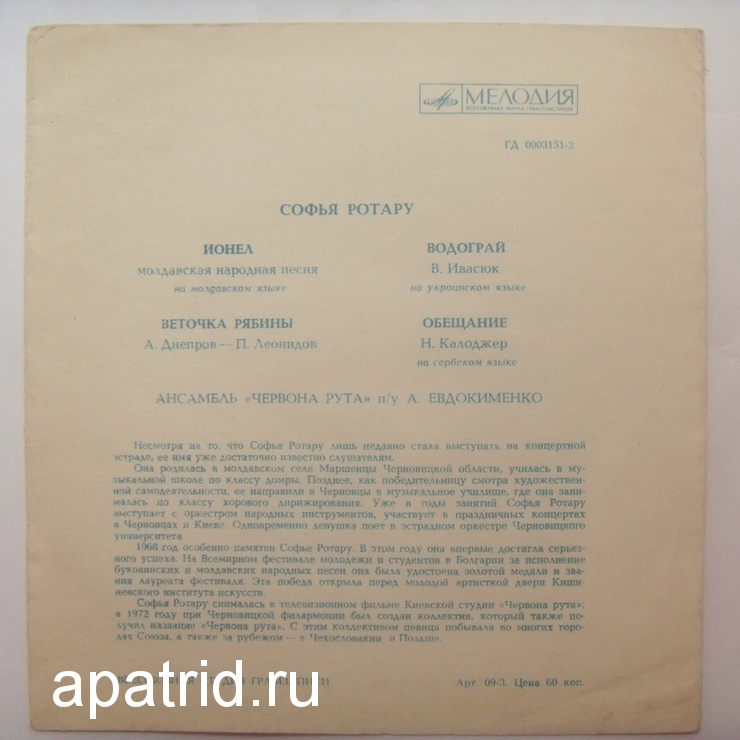 МЕЛОДИЯ
ВСЕСОЮЗНАЯ ФИРМА ГРАМПЛАСТИНОК
ГД 0003151-2
СОФЬЯ РОТАРУ
ИОНЕЛ
молдавская народная песня
на молдавском языке
ВЕТОЧКА РЯБИНЫ
А. Днепров — П. Леонидов
ВОДОГРАЙ
В. Ивасюк
на украинском языке
ОБЕЩАНИЕ
Н. Калоджер
на сербском языке
АНСАМБЛЬ «ЧЕРВОНА РУТА» п/у А. ЕВДОКИМЕНКО
Несмотря на то, что Софья Ротару лишь недавно стала выступать на концертной
эстраде, ее имя уже достаточно известно слушателям.
Она родилась в молдавском селе Маршенцы Черновицкой области, училась в му-
зыкальной школе по классу домры. Позднее, как победительницу смотра художествен-
ной самодеятельности, ее направили в Черновцы в музыкальное училище, где она зани-
малась по классу хорового дирижирования. Уже в годы занятий Софья Ротару
выступает с оркестром народных инструментов, участвует в праздничных концертах
в Черновцах и Киеве. Одновременно девушка поет в эстрадном оркестре Черновицкого
университета.
1968 год особенно памятен Софье Ротару. В этом году она впервые достигла серьез-
ного успеха. На Всемирном фестивале молодежи и студентов в Болгарии за исполнение
буковинских и молдавских народных песен она была удостоена золотой медали и зва-
ния лауреата фестиваля. Эта победа открыла перед молодой артисткой двери Киши-
невского института искусств.
Софья Ротару снималась в телевизионном фильме Киевской студии «Червона рута»;
в 1972 году при Черновицкой филармонии был создан коллектив, который также по-
лучил название «Червона рута». С этим коллективом певица побывала во многих горо-
дах Союза, а также за рубежом — в Чехословакии и Польше.
Арт. 09-3. Цена 60 коп.
apatrid.ru